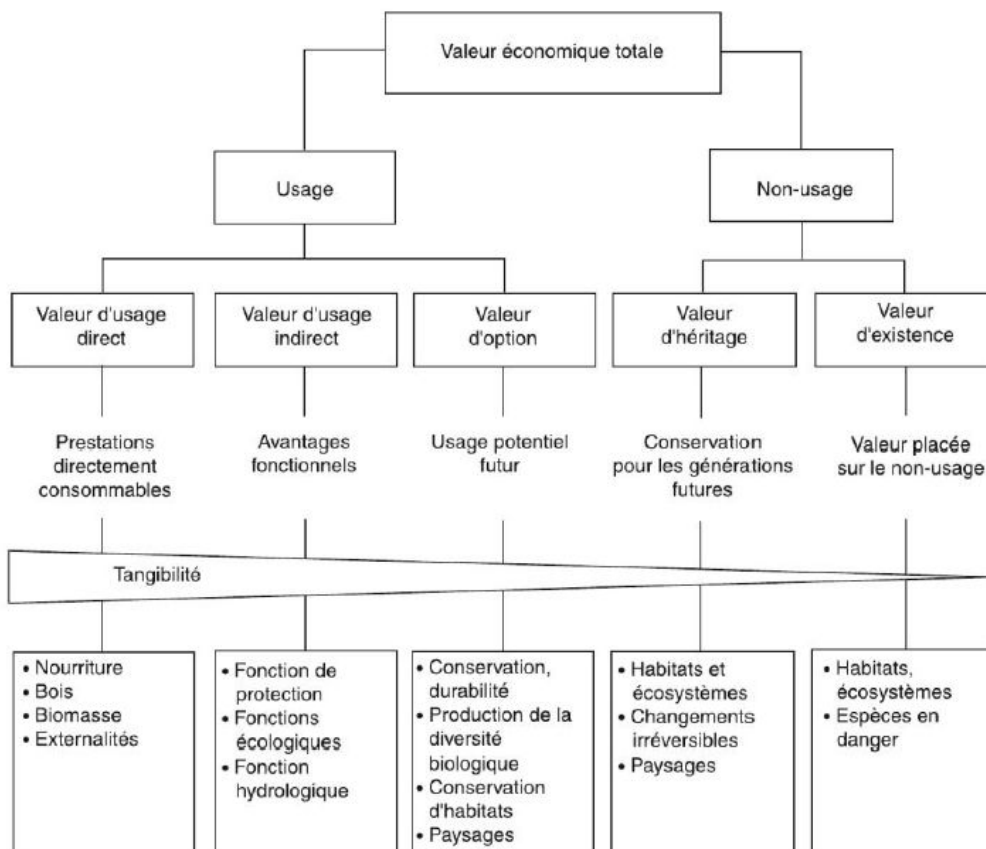 Valeur économique totale
Usage
Non-usage
Valeur d'usage
direct
Valeur d'usage
indirect
Valeur
d'option
Valeur
d'héritage
Valeur
d'existence
Prestations
directement
consommables
Avantages
fonctionnels
Usage potentiel
futur
Conservation
pour les générations
futures
Valeur placée
sur le non-usage
Tangibilité
• Nourriture
• Bois
• Biomasse
• Externalités
• Fonction de
protection
• Fonctions
écologiques
• Fonction
hydrologique
• Conservation,
durabilité
• Production de la
diversité
biologique
• Conservation
d'habitats
• Paysages
• Habitats et
écosystèmes
• Changements
irréversibles
• Paysages
• Habitats,
écosystèmes
• Espèces en
danger